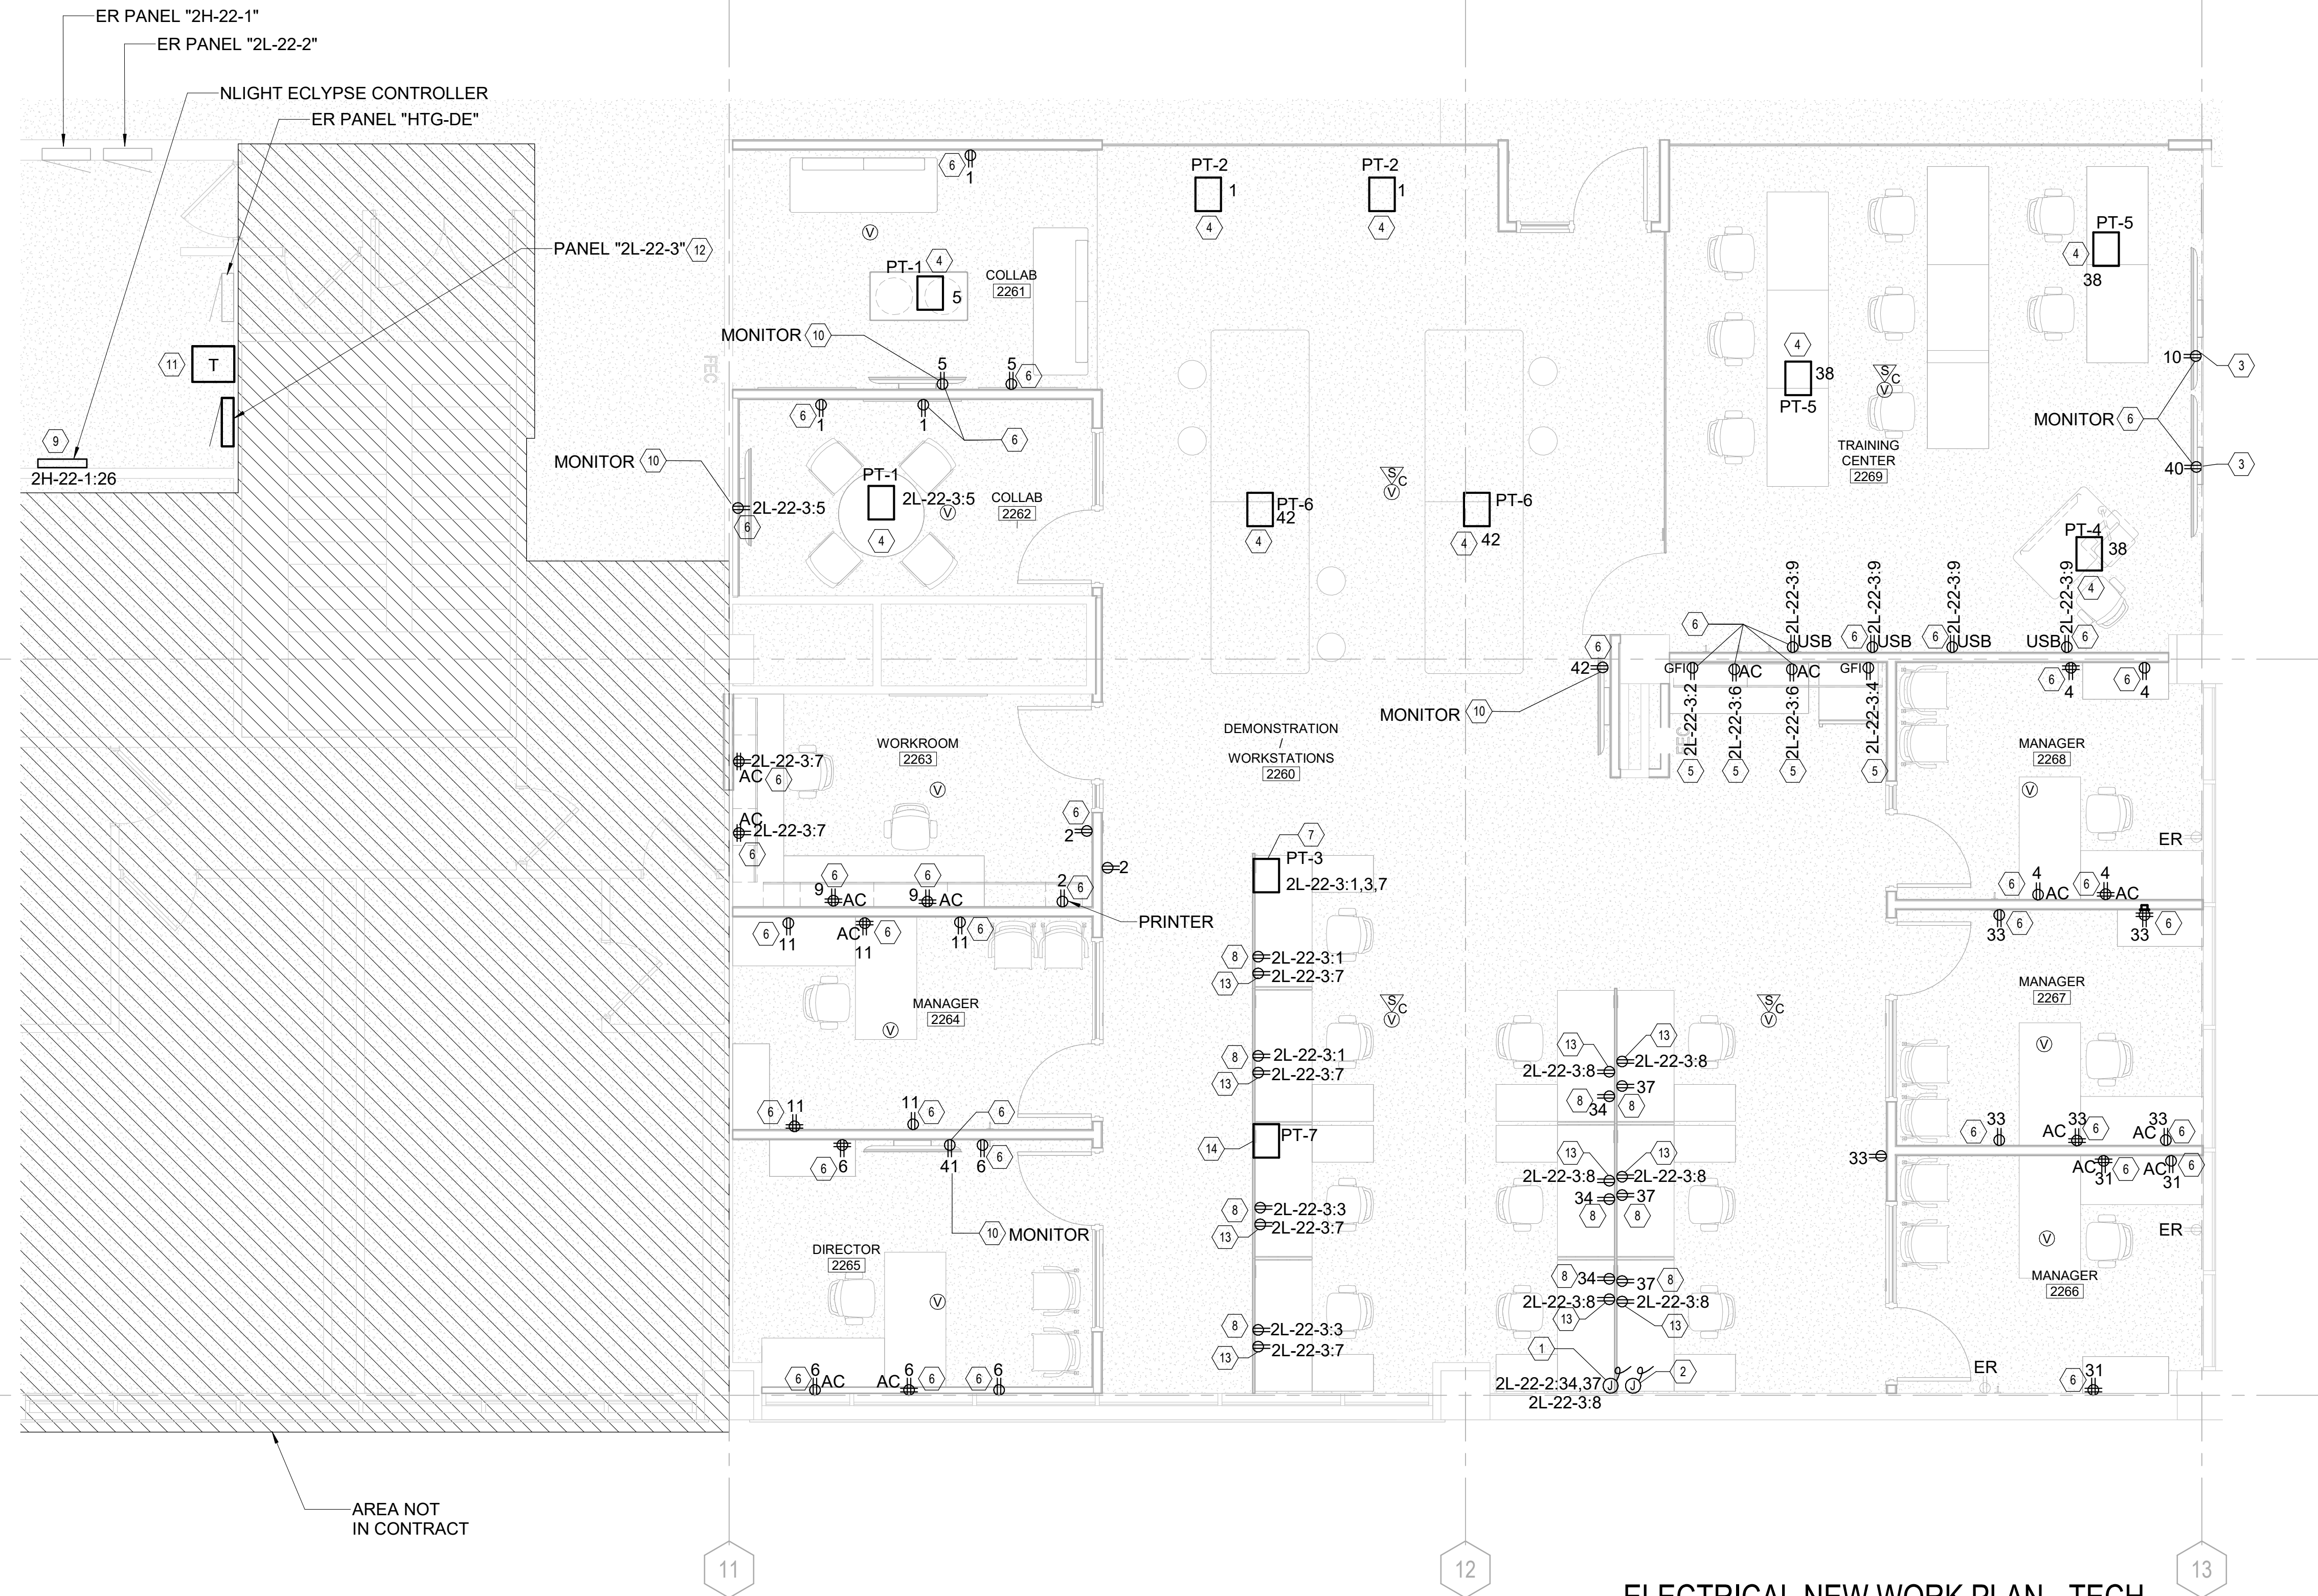 ER PANEL "2H-22-1"
ER PANEL "2L-22-2"
NLIGHT ECLYPSE CONTROLLER
ER PANEL "HTG-DE"
PANEL "2L-22-3" 12
11
T
9
2H-22-1:26
6
1
V
PT-1
4
5
COLLAB
2261
MONITOR 10
5
5
6
FEC
6
1
1
6
MONITOR 10
PT-1
2L-22-3:5
2L-22-3:5
V
6
4
COLLAB
2262
PT-2
1
4
PT-2
1
4
S
C
V
PT-6
42
4
PT-6
4
42
PT-5
4
38
4
38
PT-5
S
C
V
TRAINING
CENTER
2269
10
3
MONITOR 6
40
3
PT-4
38
4
2L-22-3:9
2L-22-3:9
2L-22-3:9
2L-22-3:9
6
USB
6
USB
6
USB
USB
6
6
42
GFI
AC
AC
GFI
2L-22-3:2
2L-22-3:6
2L-22-3:6
2L-22-3:4
5
5
5
5
MONITOR 10
6
4
6
4
DEMONSTRATION
/
WORKSTATIONS
2260
WORKROOM
2263
V
2L-22-3:7
AC
6
AC
2L-22-3:7
6
6
2
2
6
9
AC
6
9
AC
2
6
PRINTER
MANAGER
2268
V
ER
6
4
AC
6
4
AC
7
PT-3
2L-22-3:1,3,7
6
11
AC
6
11
6
11
MANAGER
2264
V
6
11
11
6
6
8
2L-22-3:1
13
2L-22-3:7
8
2L-22-3:1
13
2L-22-3:7
14
PT-7
S
C
V
S
C
V
33
6
33
6
MANAGER
2267
V
13
13
2L-22-3:8
2L-22-3:8
37
8
34
8
6
33
AC
33
6
AC
33
6
33
6
6
41
6
6
10 MONITOR
DIRECTOR
2265
V
13
13
2L-22-3:8
2L-22-3:8
34
37
8
8
AC
31
6
AC
31
6
ER
V
MANAGER
2266
8
2L-22-3:3
13
2L-22-3:7
8
34
37
8
2L-22-3:8
2L-22-3:8
13
13
8
2L-22-3:3
13
2L-22-3:7
6
6
AC
AC
6
6
6
6
1
2
2L-22-2:34,37
J
J
2L-22-3:8
ER
6
31
AREA NOT
IN CONTRACT
11
12
13
ELECTRICAL NEW WORK PLAN - TECH